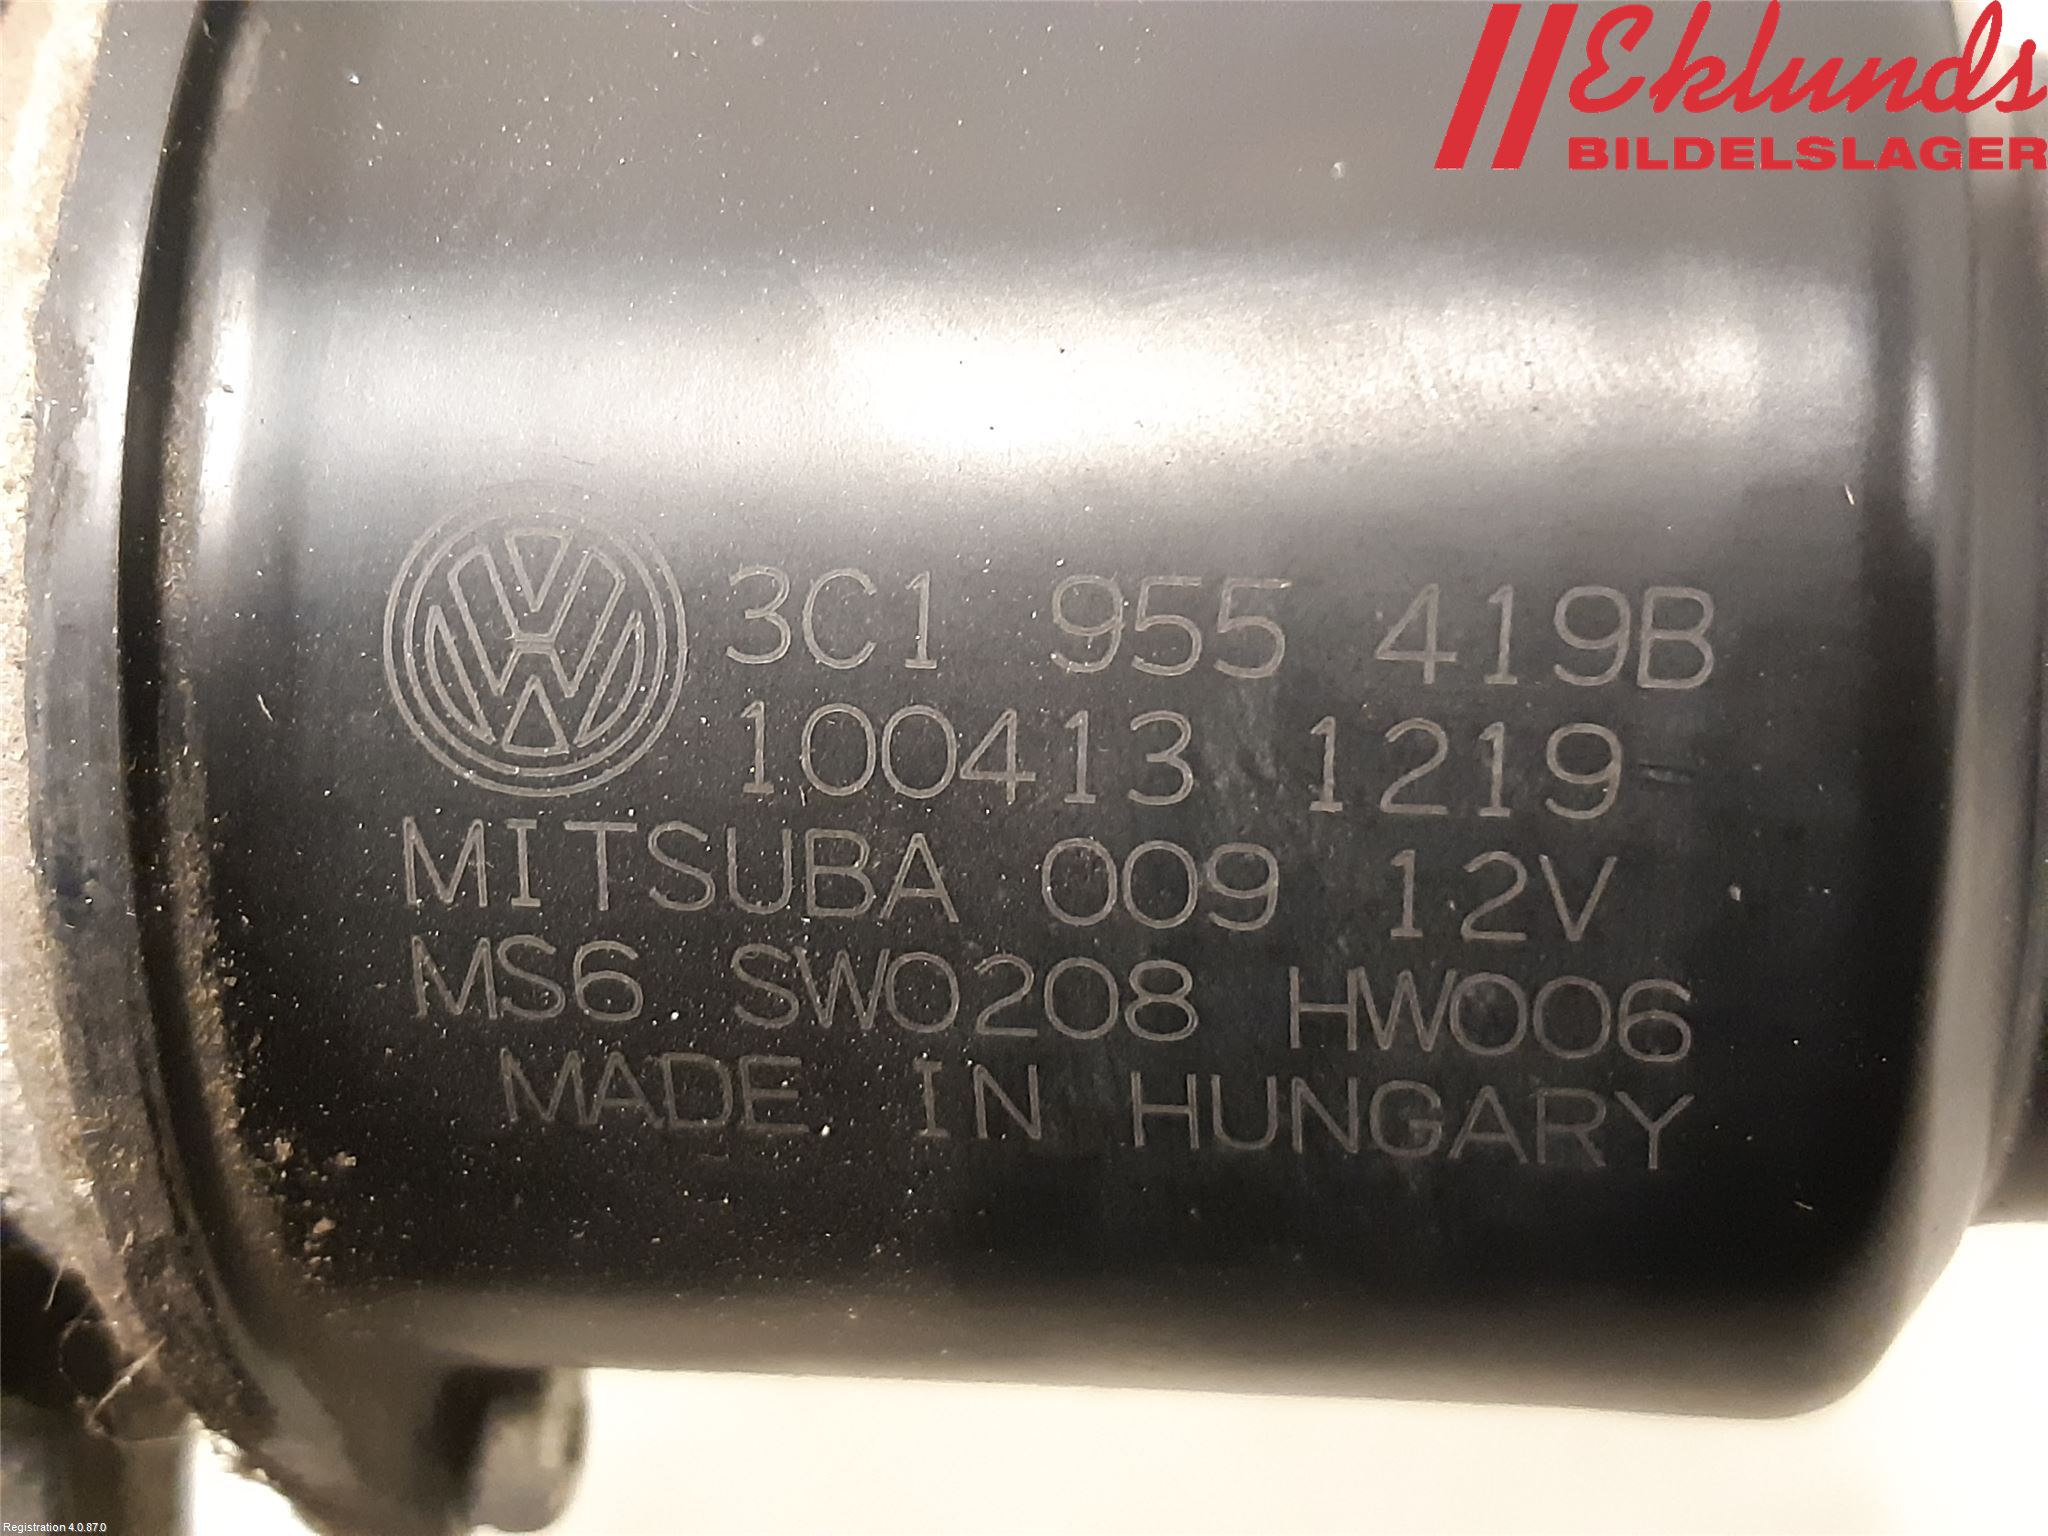 Eklunds
BILDELSLAGER
3C1 955 419B
100413 1219
MITSUBA 009 12V
MS6 SW0208 HW006
MADE IN HUNGARY
Registration 4.0.87.0